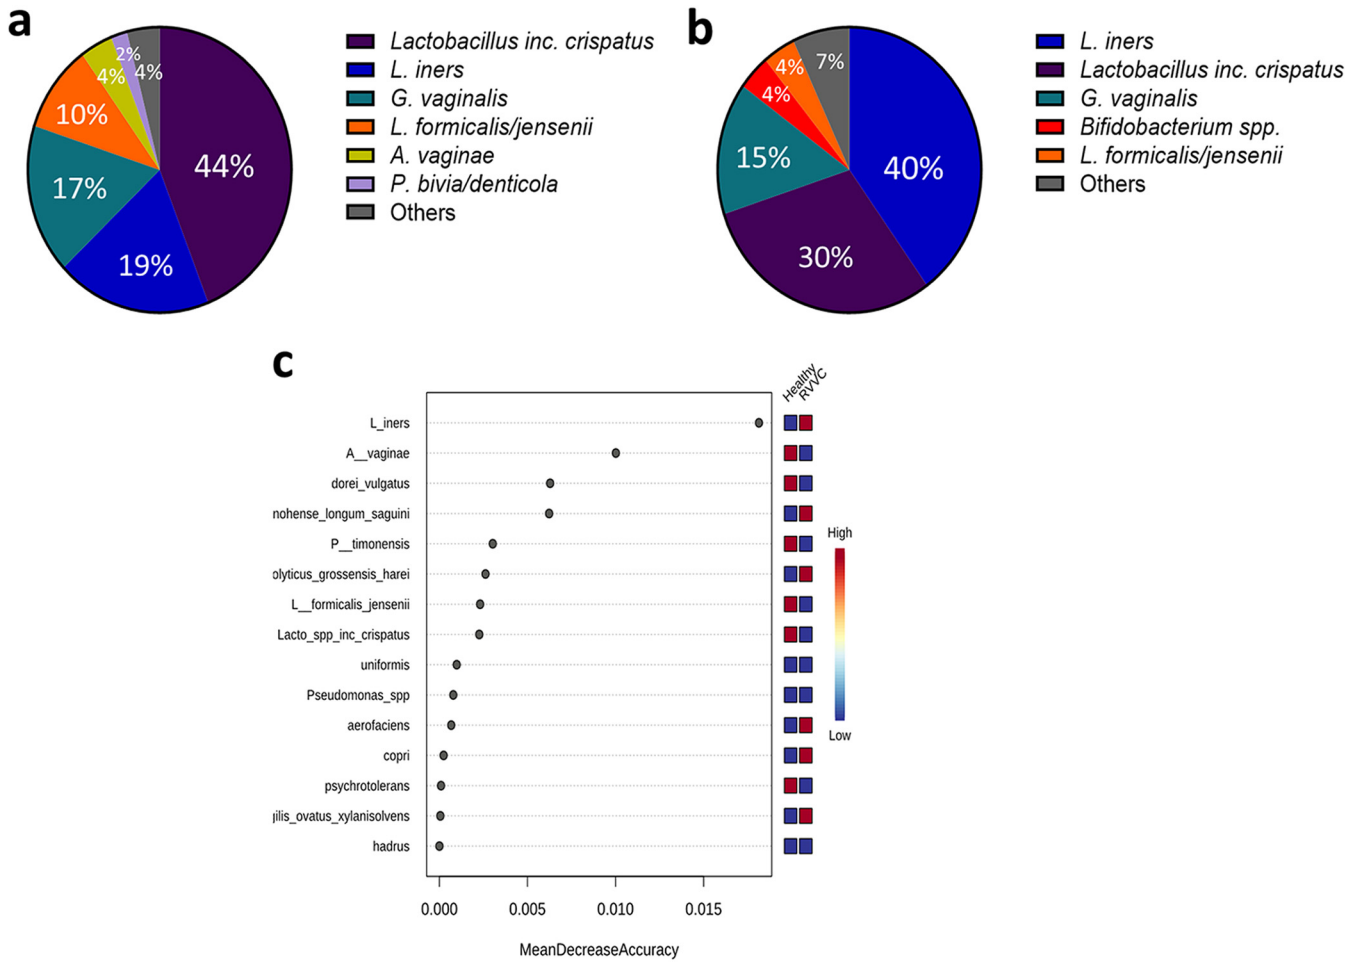 a
44%
19%
17%
10%
4%
2%
4%
Lactobacillus inc. crispatus
L. iners
G. vaginalis
L. formicalis/jensenii
A. vaginae
P. bivia/denticola
Others
b
40%
30%
15%
4%
4%
7%
L. iners
Lactobacillus inc. crispatus
G. vaginalis
Bifidobacterium spp.
L. formicalis/jensenii
Others
c
Healthy
RVVC
L_iners
A__vaginae
dorei_vulgatus
nohense_longum_saguini
P__timonensis
olyticus_grossensis_harei
L__formicalis_jensenii
Lacto_spp_inc_crispatus
uniformis
Pseudomonas_spp
aerofaciens
copri
psychrotolerans
gilis_ovatus_xylanisolvens
hadrus
High
Low
0.000 0.005 0.010 0.015
MeanDecreaseAccuracy